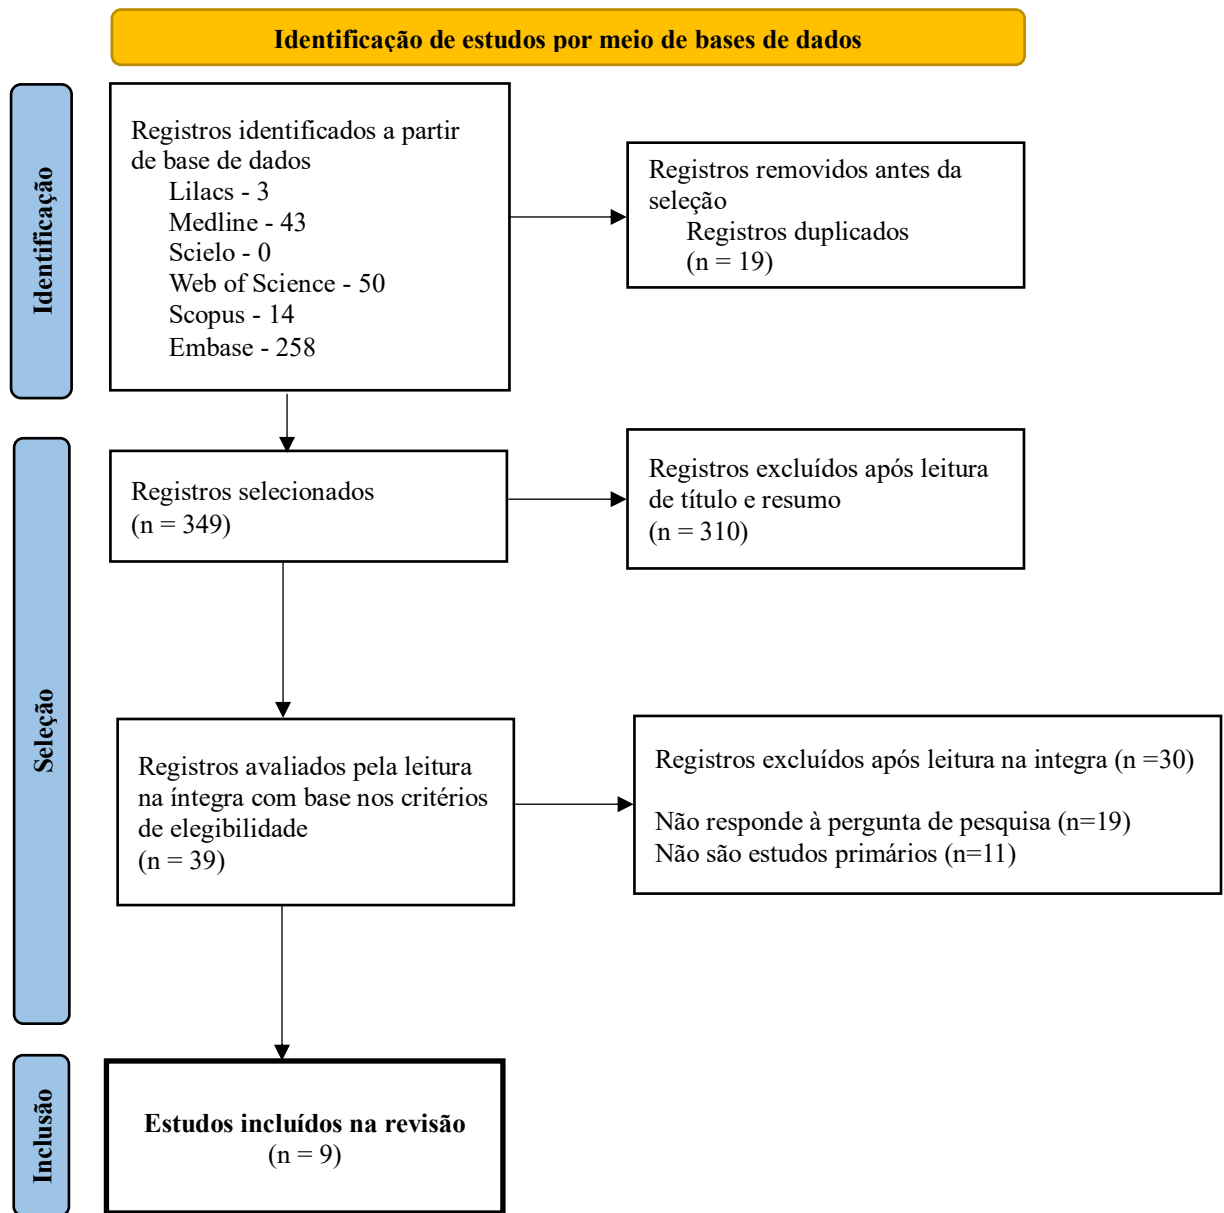 Identificação de estudos por meio de bases de dados
Identificação
Registros identificados a partir
de base de dados
Lilacs - 3
Medline - 43
Scielo - 0
Web of Science - 50
Scopus - 14
Embase - 258
Registros removidos antes da
seleção
Registros duplicados
(n = 19)
Seleção
Registros selecionados
(n = 349)
Registros excluídos após leitura
de título e resumo
(n = 310)
Registros avaliados pela leitura
na íntegra com base nos critérios
de elegibilidade
(n = 39)
Registros excluídos após leitura na integra (n =30)
Não responde à pergunta de pesquisa (n=19)
Não são estudos primários (n=11)
Inclusão
Estudos incluídos na revisão
(n = 9)